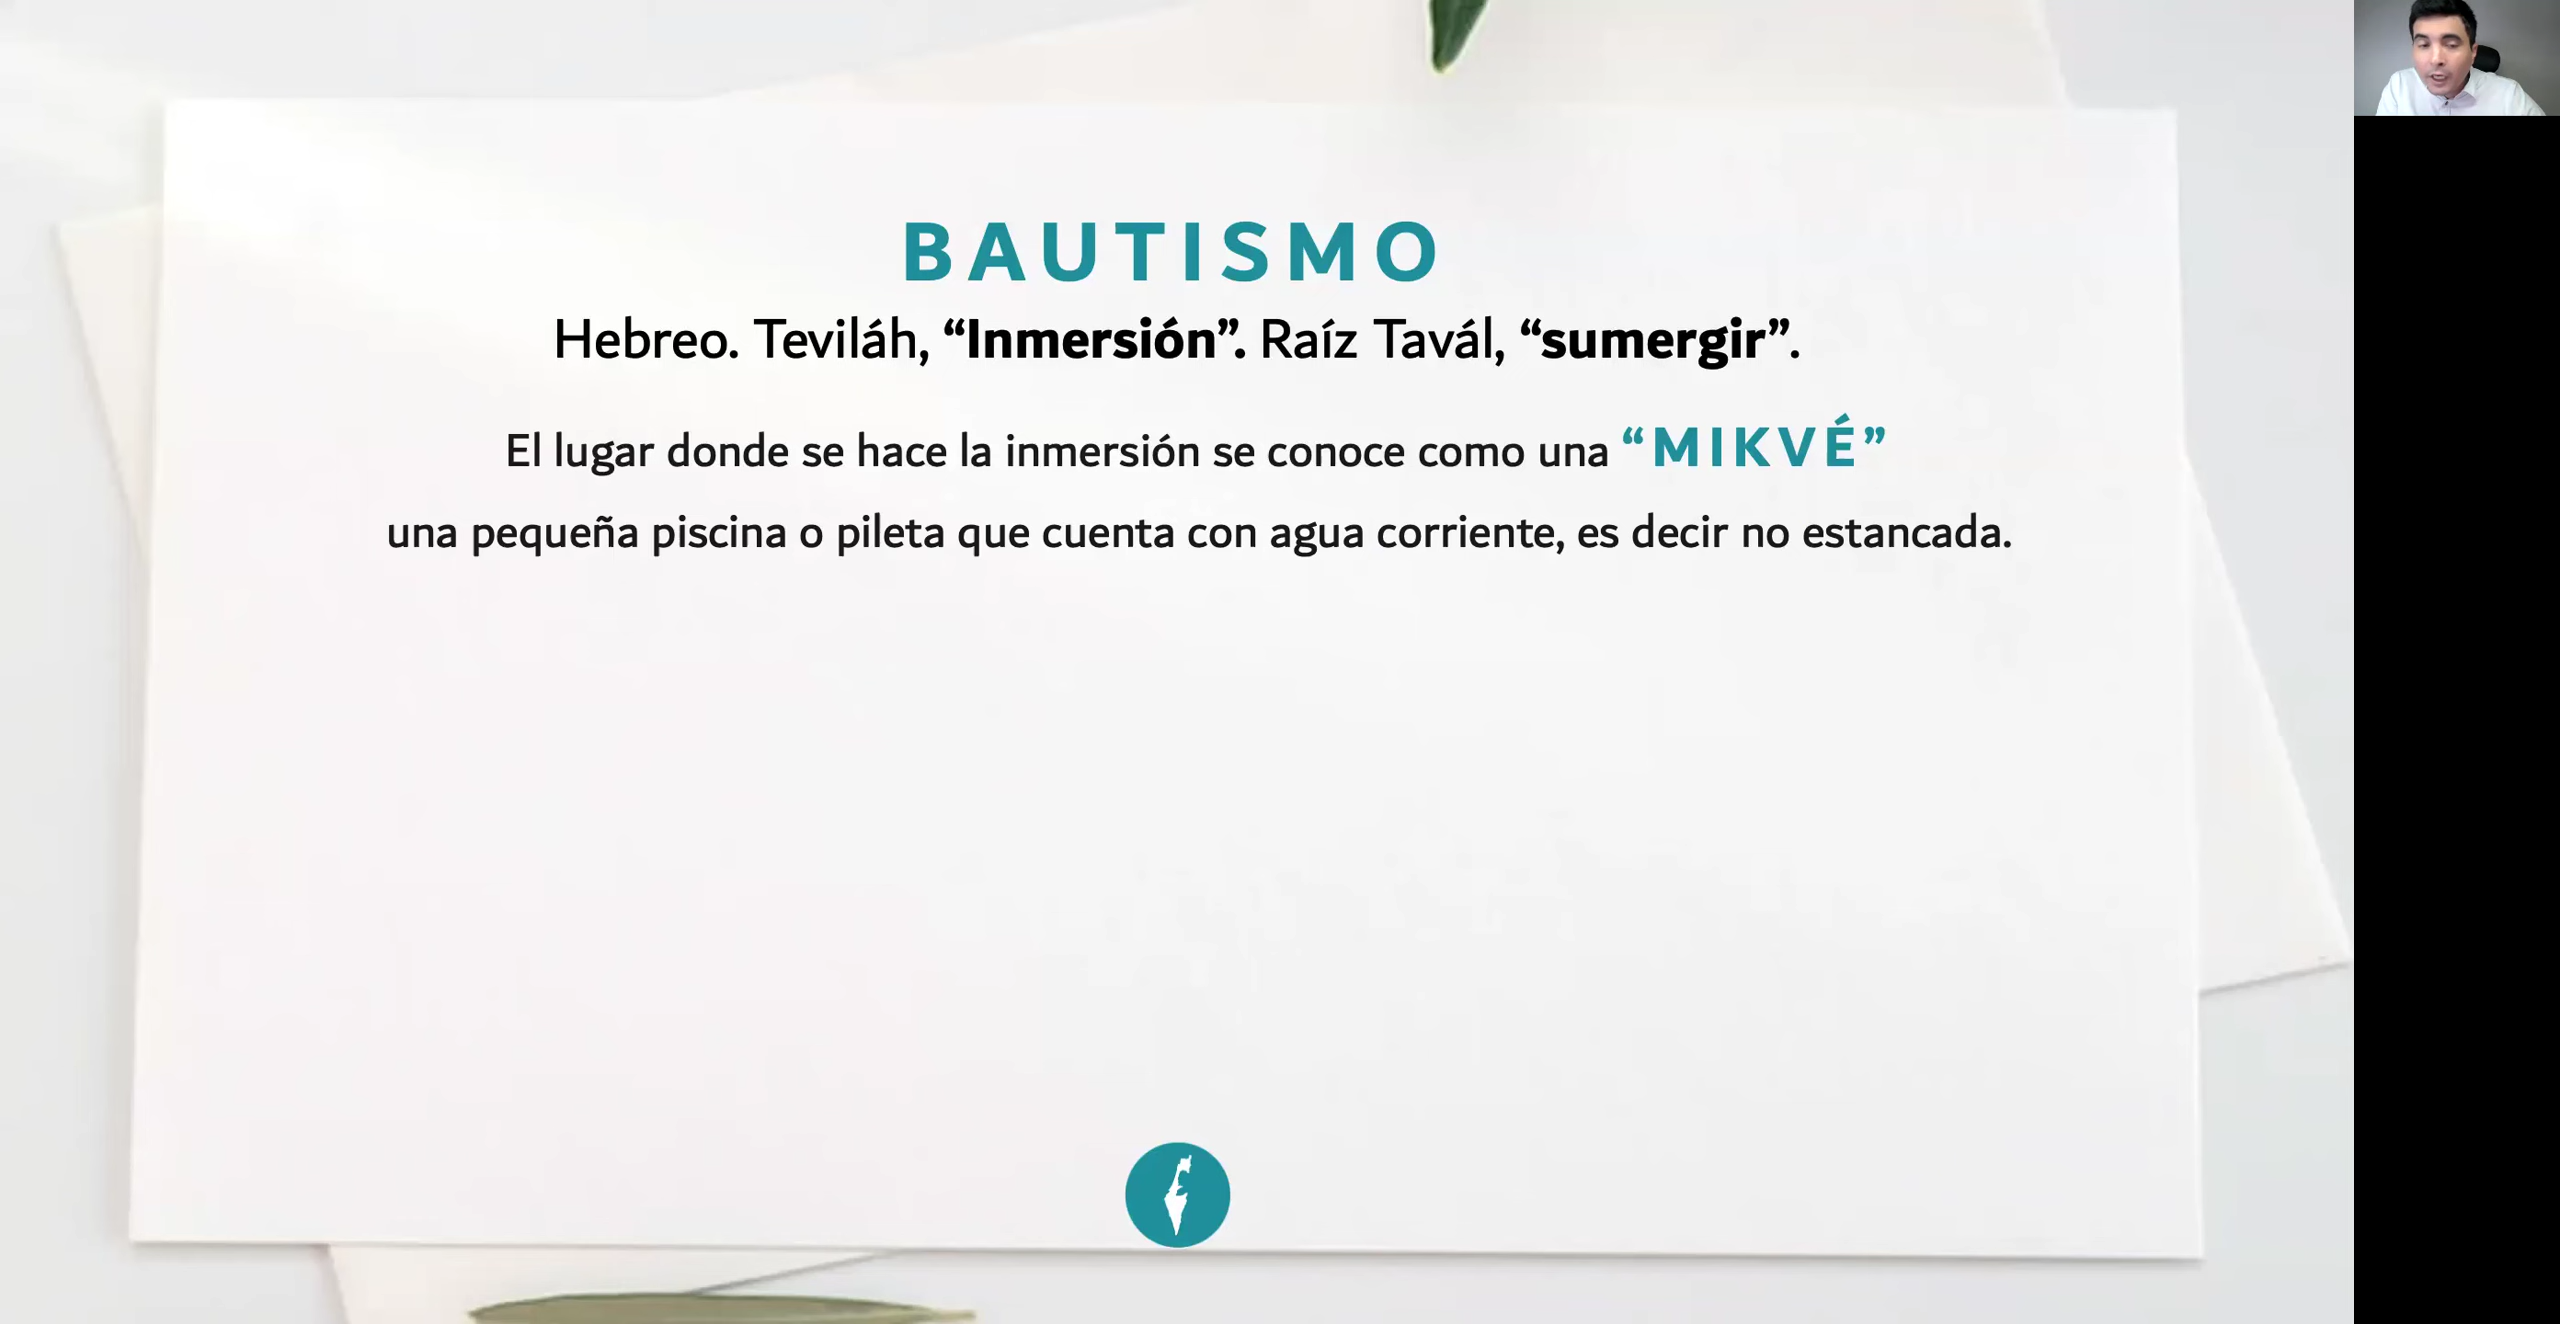 BAUTISMO
Hebreo. Teviláh, “Inmersión”. Raíz Tavál, “sumergir”.
El lugar donde se hace la inmersión se conoce como una “MIKVÉ”
una pequeña piscina o pileta que cuenta con agua corriente, es decir no estancada.